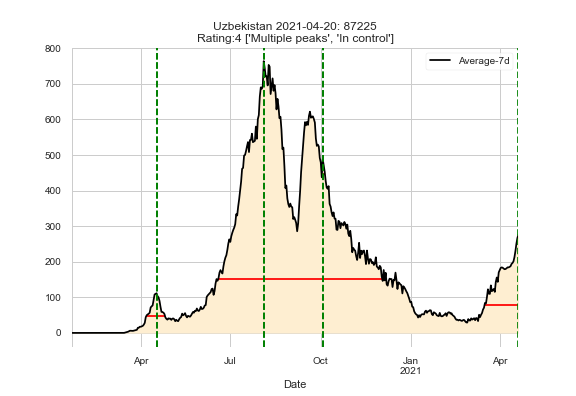 Uzbekistan 2021-04-20: 87225
Rating:4 ['Multiple peaks', 'In control']
800
700
600
500
400
300
200
100
0
Average-7d
Apr Jul Oct Jan Apr
2021
Date